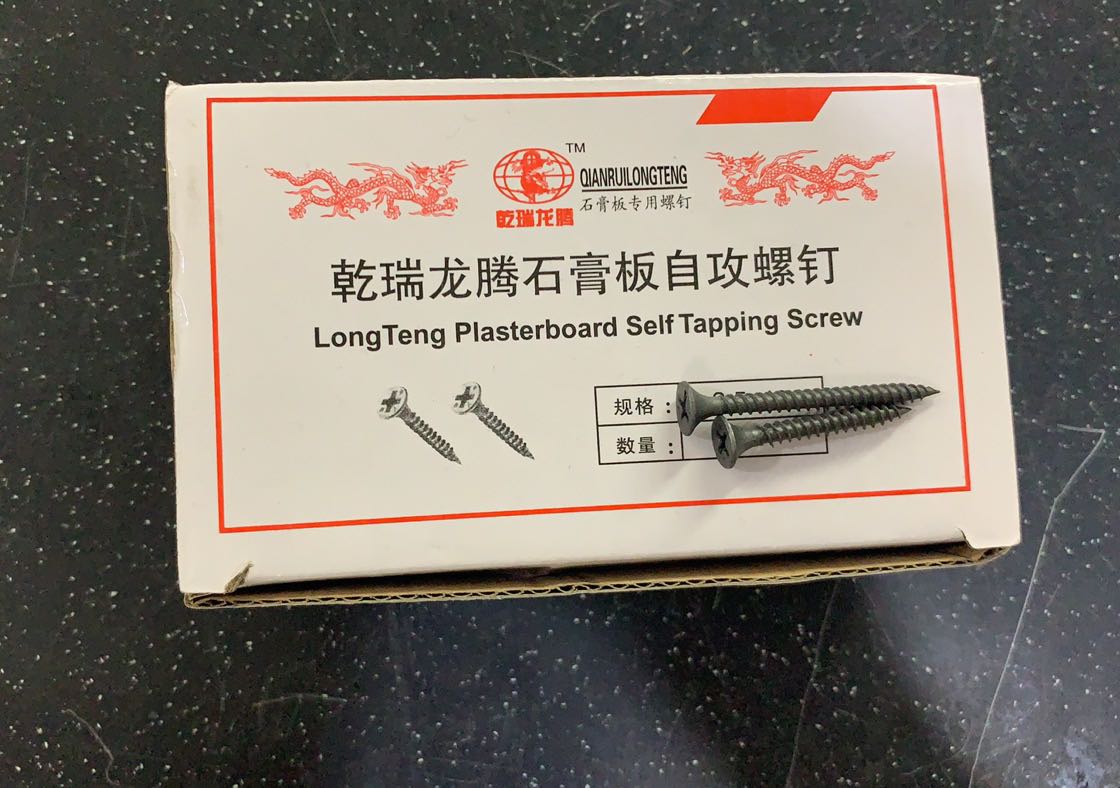 TM
QIANRUILONGTENG
乾瑞龙腾
石膏板专用螺钉
乾瑞龙腾石膏板自攻螺钉
LongTeng Plasterboard Self Tapping Screw
规格:
数量: